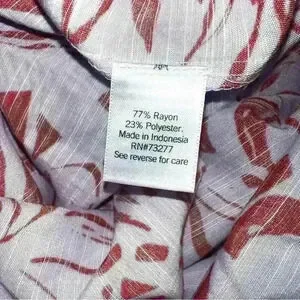 77% Rayon
23% Polyester.
Made in Indonesia
RN#73277
See reverse for care